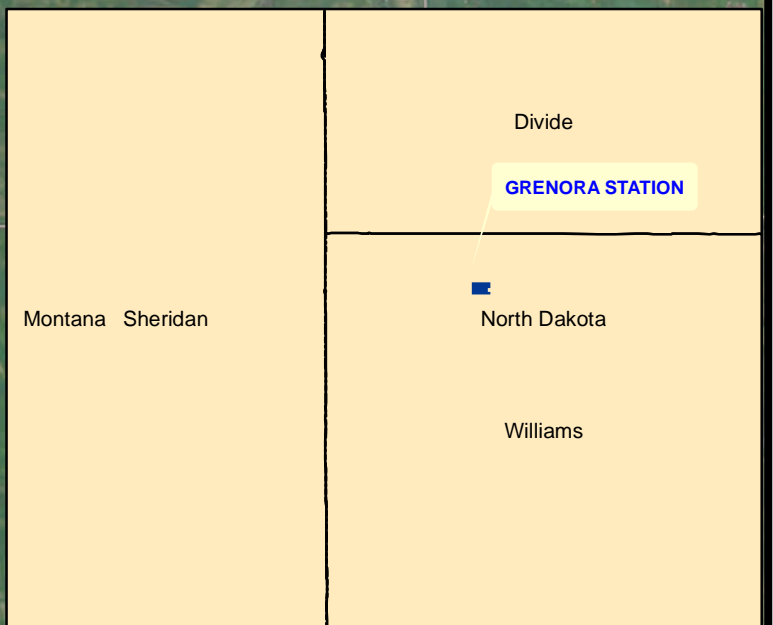 Divide
GRENORA STATION
Montana Sheridan
North Dakota
Williams